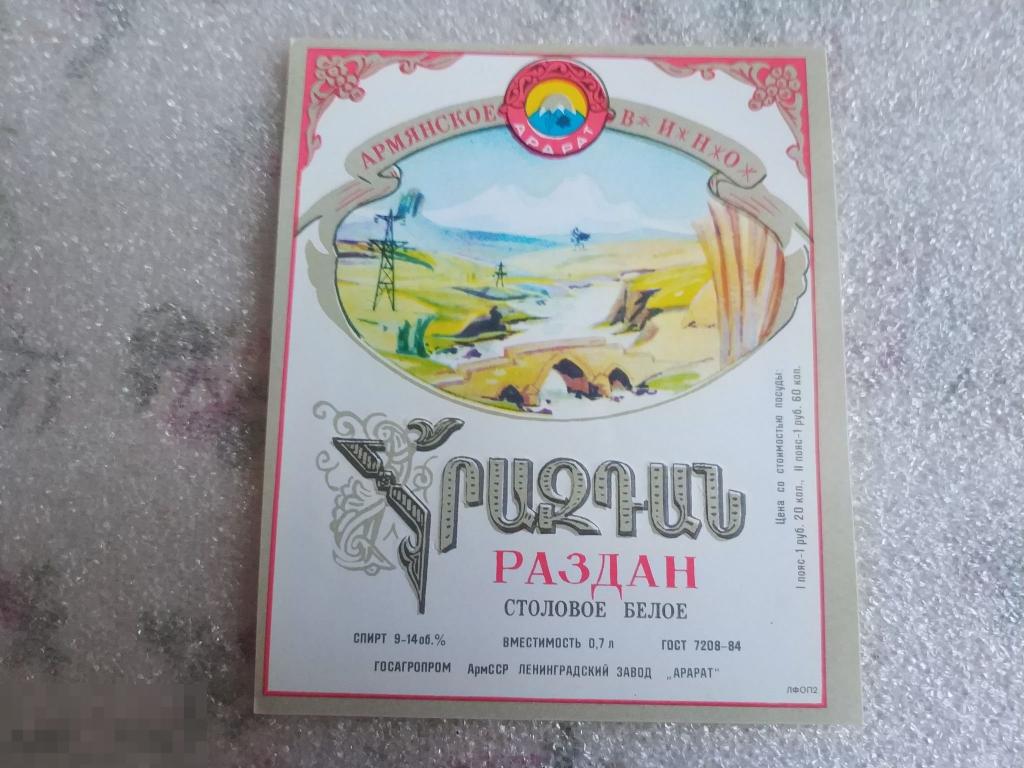 АРМЯНСКОЕ В*И*Н*О*
АРАРАТ
Հրազդան
РАЗДАН
СТОЛОВОЕ БЕЛОЕ
СПИРТ 9-14об.% ВМЕСТИМОСТЬ 0,7 л ГОСТ 7208-84
ГОСАГРОПРОМ АрмССР ЛЕНИНГРАДСКИЙ ЗАВОД „АРАРАТ"
ЛФОП2
Цена со стоимостью посуды:
I пояс-1 руб. 20 коп., II пояс-1 руб. 60 коп.